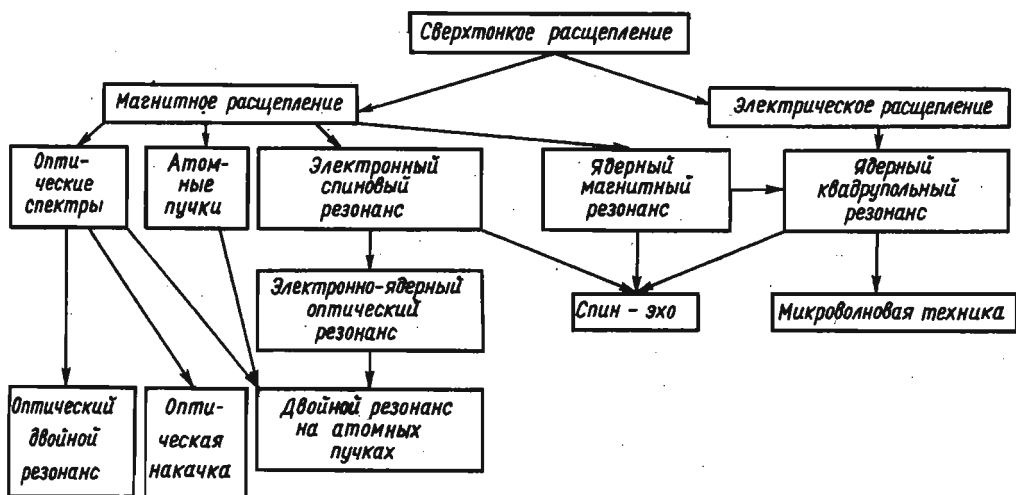 Сверхтонкое расщепление
Магнитное расщепление
Электрическое расщепление
Опти-
ческие
спектры
Атом-
ные
пучки
Электронный
спиновый
резонанс
Ядерный
магнитный
резонанс
Ядерный
квадрупольный
резонанс
Электронно-ядерный
оптический
резонанс
Спин - эхо
Микроволновая техника
Оптический
двойной
резонанс
Опти-
ческая
накачка
Двойной резонанс
на атомных
пучках